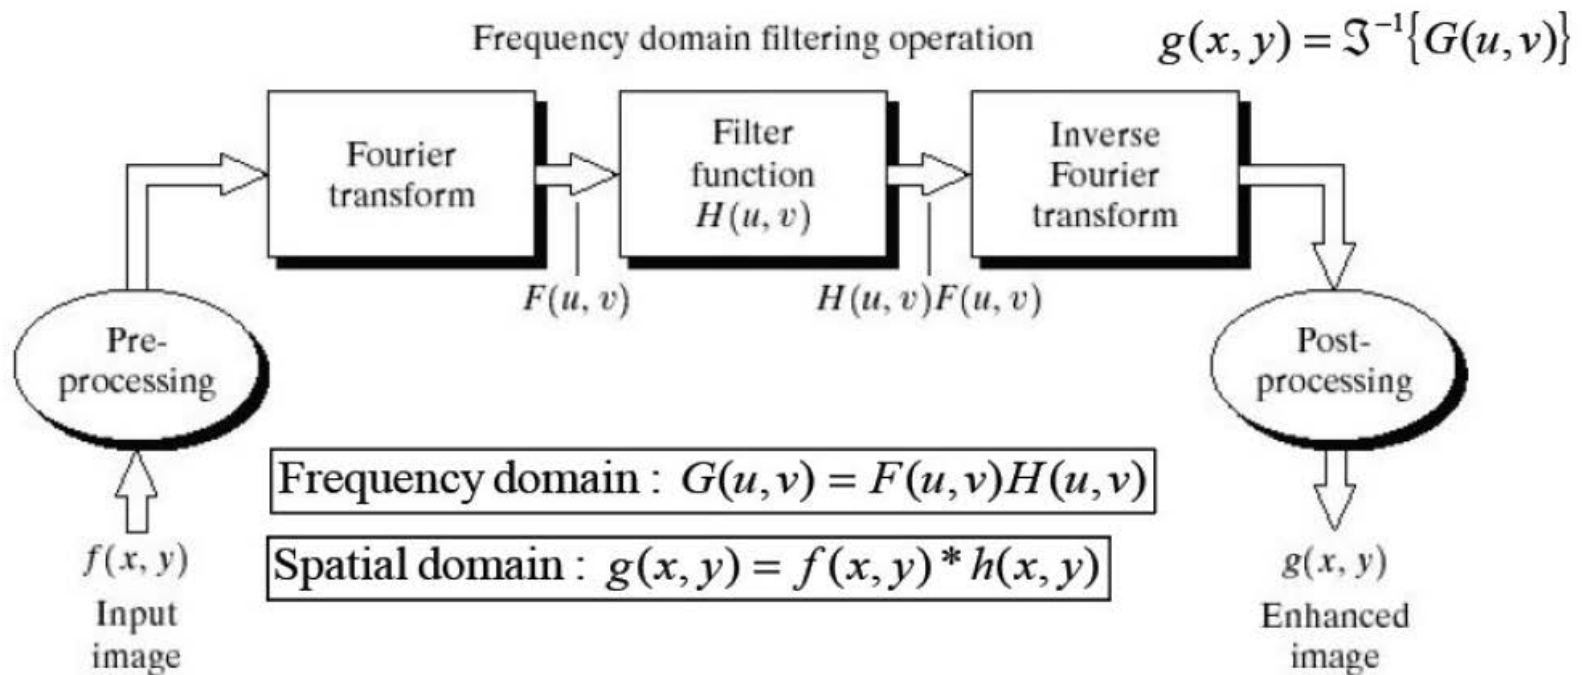 Frequency domain filtering operation
g(x, y) = ℑ⁻¹{G(u, v)}
Fourier
transform
Filter
function
H(u, v)
Inverse
Fourier
transform
F(u, v)
H(u, v)F(u, v)
Pre-
processing
Post-
processing
Frequency domain : G(u,v) = F(u,v)H(u,v)
Spatial domain : g(x,y) = f(x,y)*h(x,y)
f(x, y)
Input
image
g(x, y)
Enhanced
image